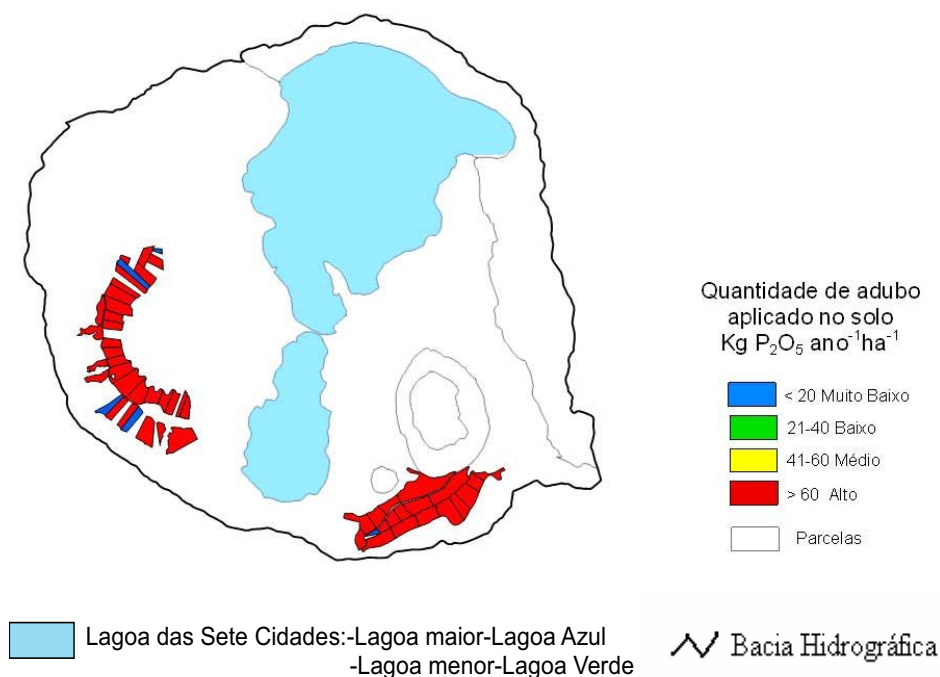 Quantidade de adubo
aplicado no solo
Kg P₂O₅ ano⁻¹ha⁻¹
< 20 Muito Baixo
21-40 Baixo
41-60 Médio
> 60 Alto
Parcelas
Lagoa das Sete Cidades:-Lagoa maior-Lagoa Azul
-Lagoa menor-Lagoa Verde
Bacia Hidrográfica